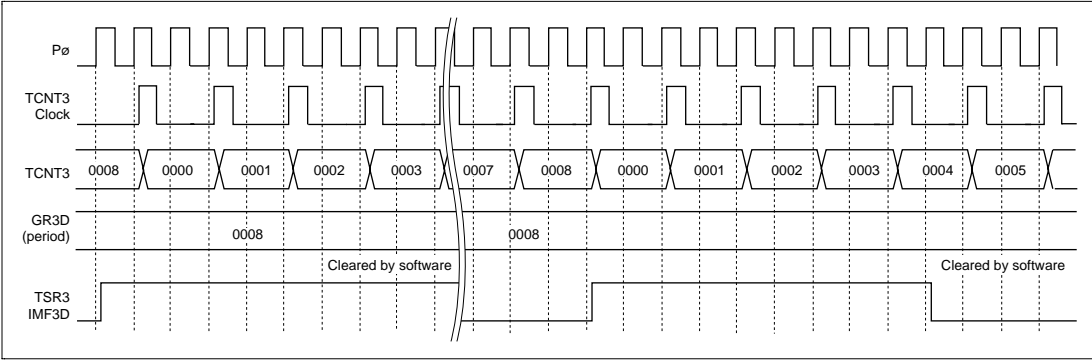 Pø
TCNT3
Clock
TCNT3
0008 0000 0001 0002 0003 0007 0008 0000 0001 0002 0003 0004 0005
GR3D
(period)
0008 0008
Cleared by software Cleared by software
TSR3
IMF3D